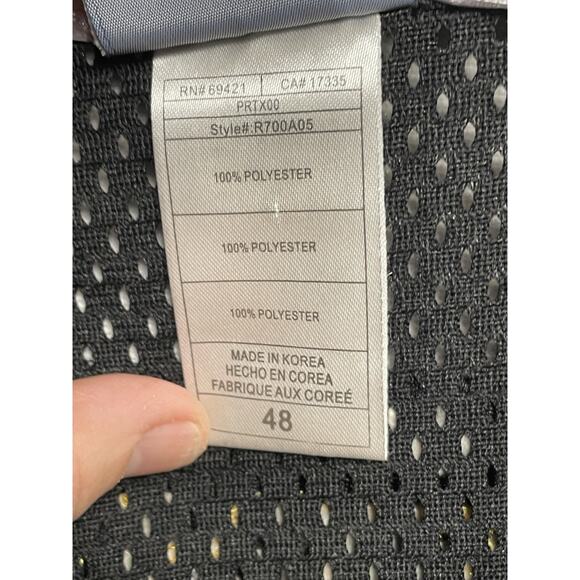 RN# 69421 CA# 17335
PRTX00
Style#:R700A05
100% POLYESTER
100% POLYESTER
100% POLYESTER
MADE IN KOREA
HECHO EN COREA
FABRIQUE AUX COREÉ
48